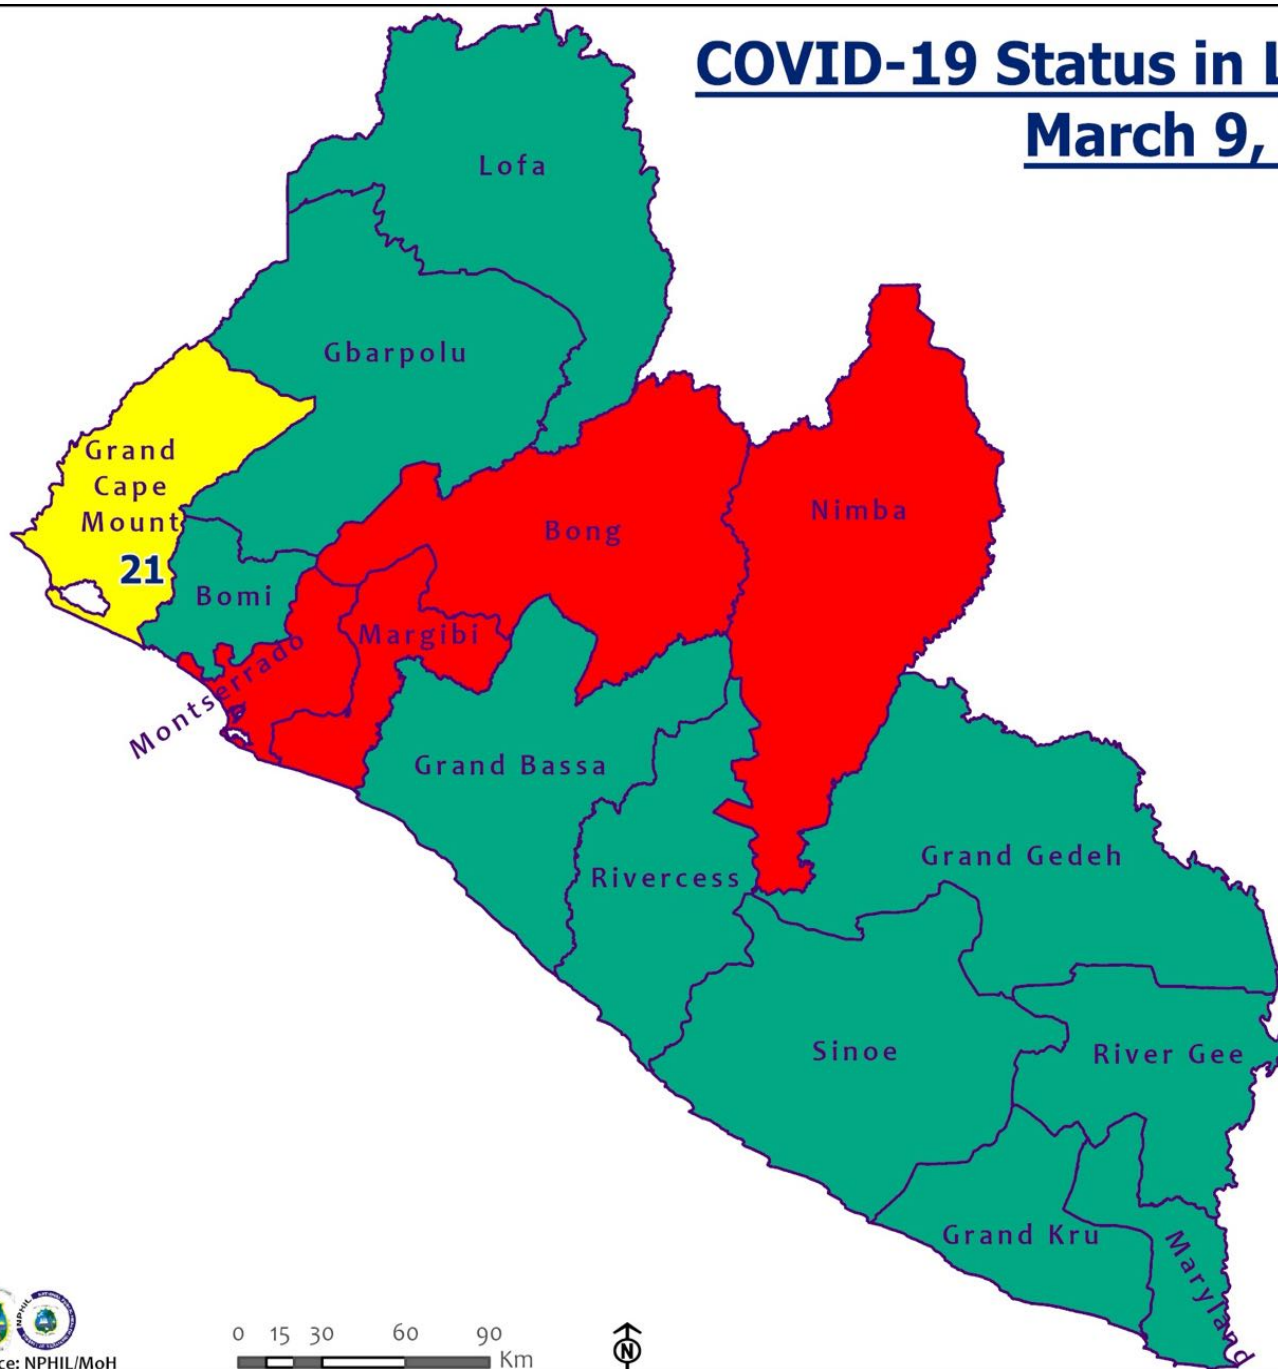 COVID-19 Status in L
March 9,
Lofa
Gbarpolu
Grand
Cape
Mount
21
Bomi
Bong
Nimba
Margibi
Montserrado
Grand Bassa
Rivercess
Grand Gedeh
Sinoe
River Gee
Grand Kru
Maryland
NPHIL
0 15 30 60 90
Km
N
ce: NPHIL/MoH